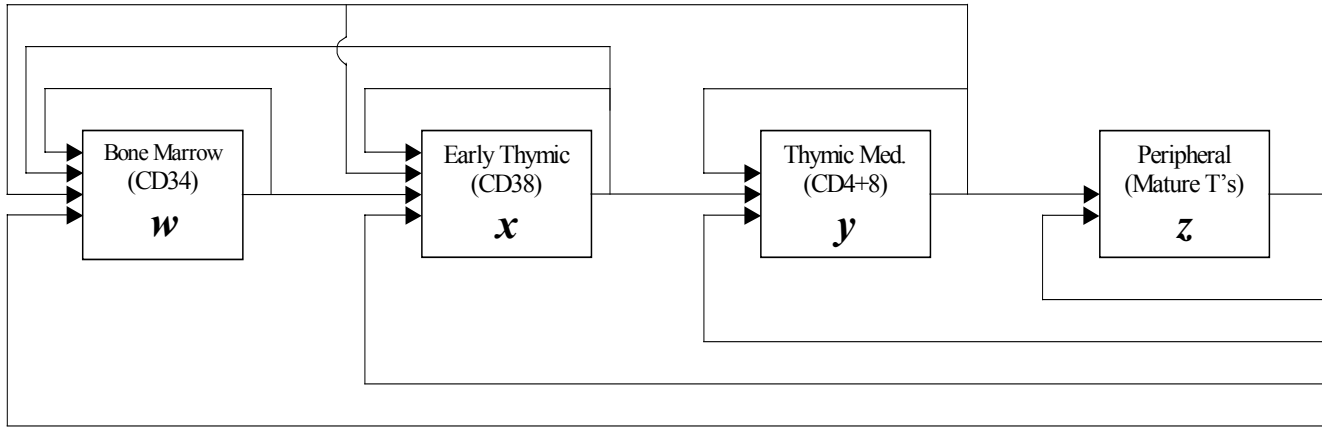 Bone Marrow
(CD34)
w
Early Thymic
(CD38)
x
Thymic Med.
(CD4+8)
y
Peripheral
(Mature T's)
z